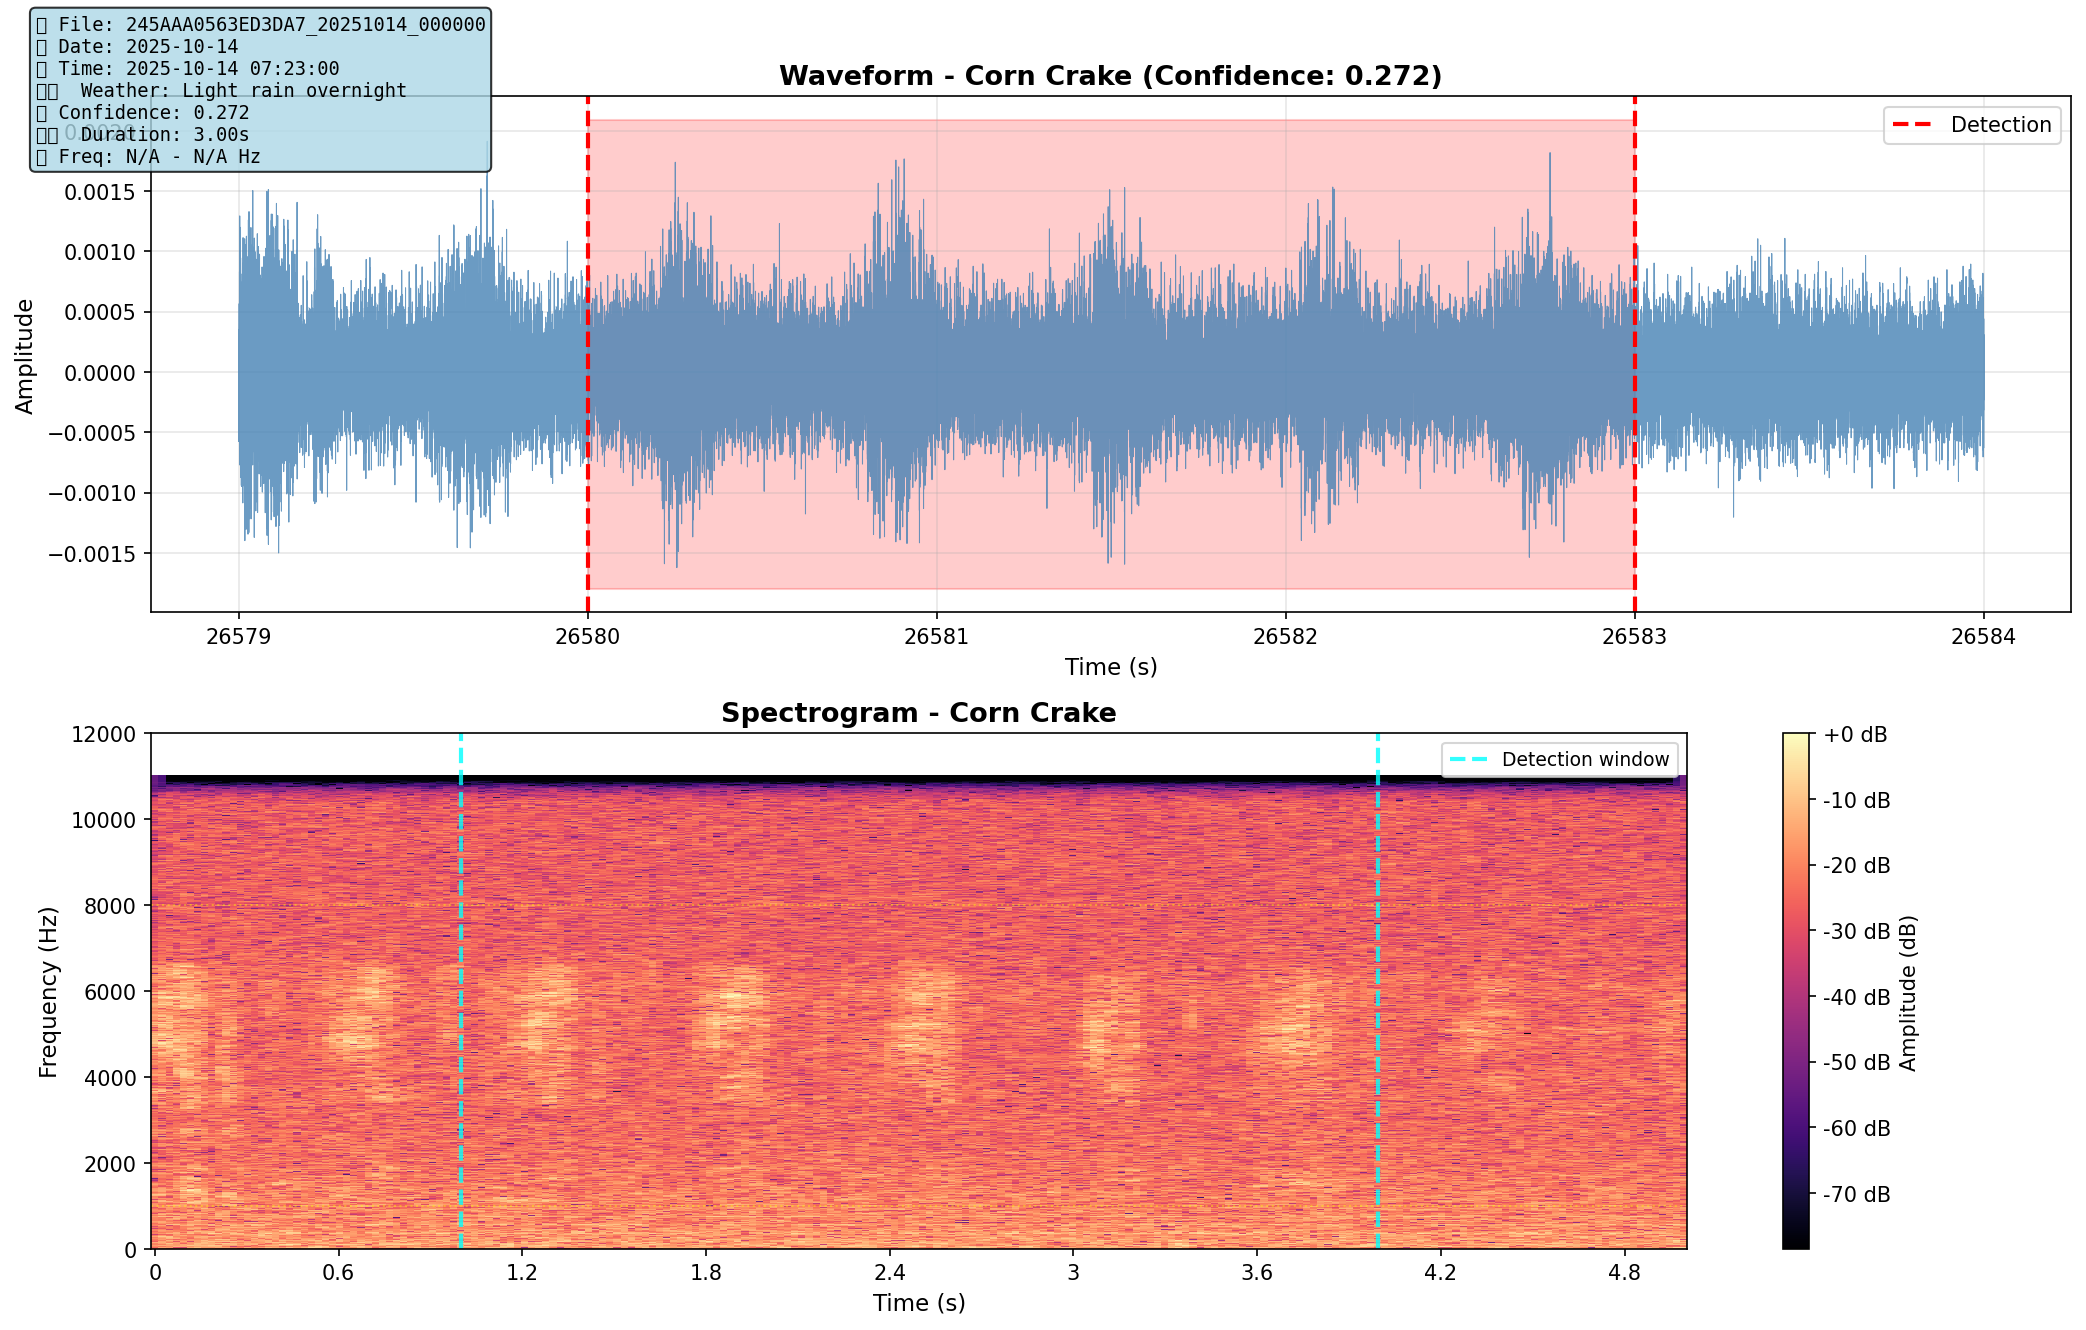 File: 245AAA0563ED3DA7_20251014_000000
Date: 2025-10-14
Time: 2025-10-14 07:23:00
Weather: Light rain overnight
Confidence: 0.272
Duration: 3.00s
Freq: N/A - N/A Hz
Waveform - Corn Crake (Confidence: 0.272)
Detection
0.0020
0.0015
0.0010
0.0005
0.0000
−0.0005
−0.0010
−0.0015
Amplitude
26579 26580 26581 26582 26583 26584
Time (s)
Spectrogram - Corn Crake
Detection window
12000
10000
8000
6000
4000
2000
0
Frequency (Hz)
0 0.6 1.2 1.8 2.4 3 3.6 4.2 4.8
Time (s)
+0 dB
-10 dB
-20 dB
-30 dB
-40 dB
-50 dB
-60 dB
-70 dB
Amplitude (dB)